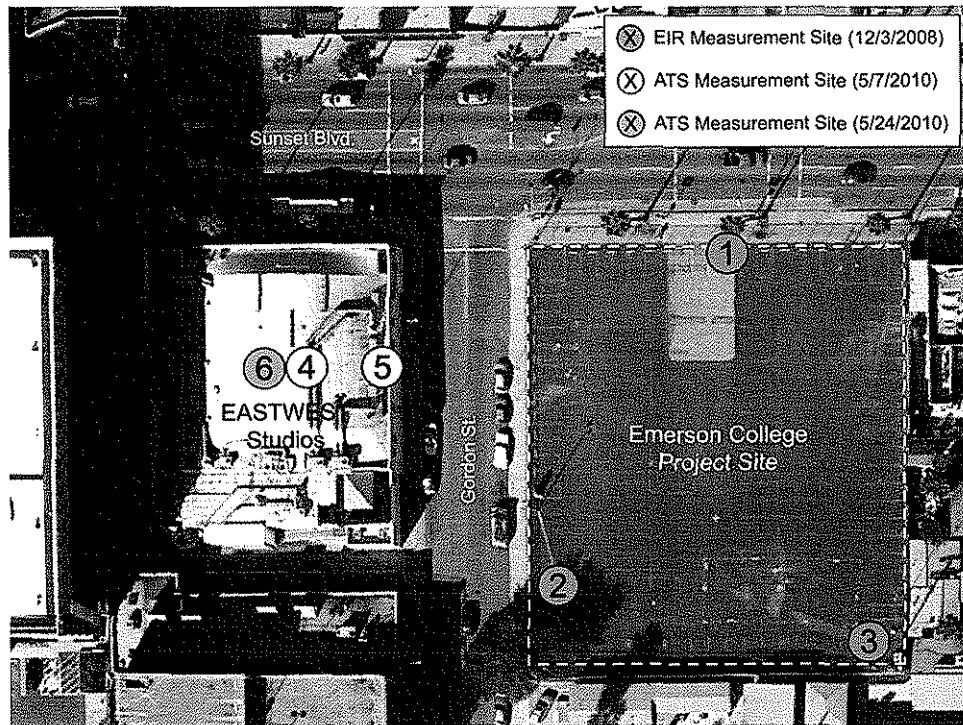 X EIR Measurement Site (12/3/2008)
X ATS Measurement Site (5/7/2010)
X ATS Measurement Site (5/24/2010)
Sunset Blvd.
1
6
4
5
EASTWEST
Studios
Gordon St.
Emerson College
Project Site
2
3